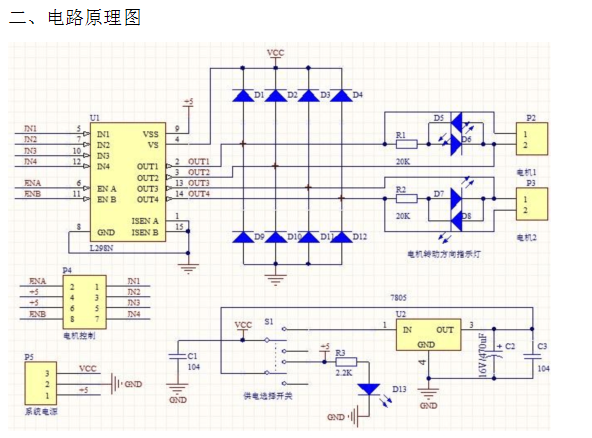 二、电路原理图
VCC
D1 D2 D3 D4
+5
U1
IN1 5 IN1 VSS 9
IN2 7 IN2 VS 4
IN3 10 IN3
IN4 12 IN4 OUT1 2 OUT1
OUT2 3 OUT2
ENA 6 EN A OUT3 13 OUT3
ENB 11 EN B OUT4 14 OUT4
ISEN A 1
8 GND ISEN B 15
L298N
D5 P2
R1 D6 1
20K 2
电机1
R2 D7 P3
20K D8 1
2
电机2
D9 D10 D11 D12
电机转动方向指示灯
P4
ENA 2 1 IN1
+5 4 3 IN2
+5 6 5 IN3
ENB 8 7 IN4
电机控制
P5
3 VCC
2 GND
1 +5
系统电源
7805
VCC S1 U2
1 IN OUT 3
GND
4
C1
104
GND
+5 R3
2.2K
D13
GND
供电选择开关
+ C2
16V/470uF
C3
104
GND